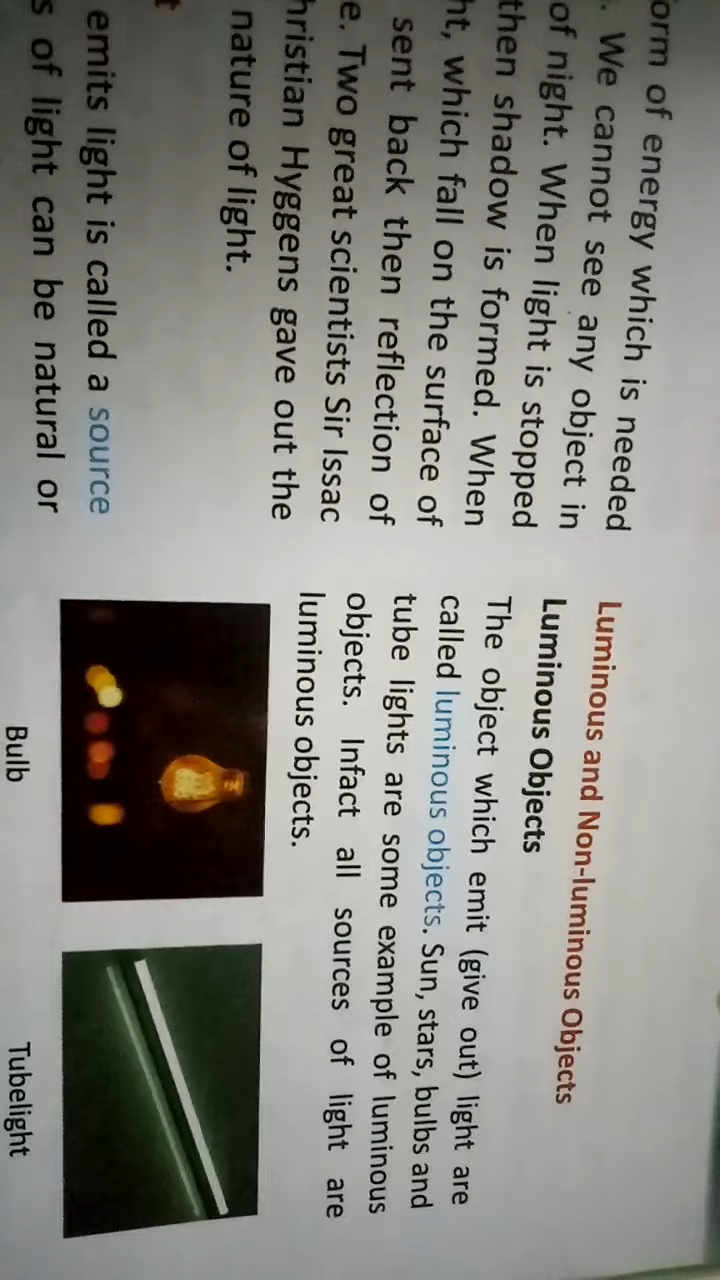 orm of energy which is needed
. We cannot see any object in
of night. When light is stopped
then shadow is formed. When
ht, which fall on the surface of
sent back then reflection of
e. Two great scientists Sir Issac
hristian Hyggens gave out the
nature of light.
t
emits light is called a source
s of light can be natural or
Luminous and Non-luminous Objects
Luminous Objects
The object which emit (give out) light are
called luminous objects. Sun, stars, bulbs and
tube lights are some example of luminous
objects. Infact all sources of light are
luminous objects.
Bulb
Tubelight